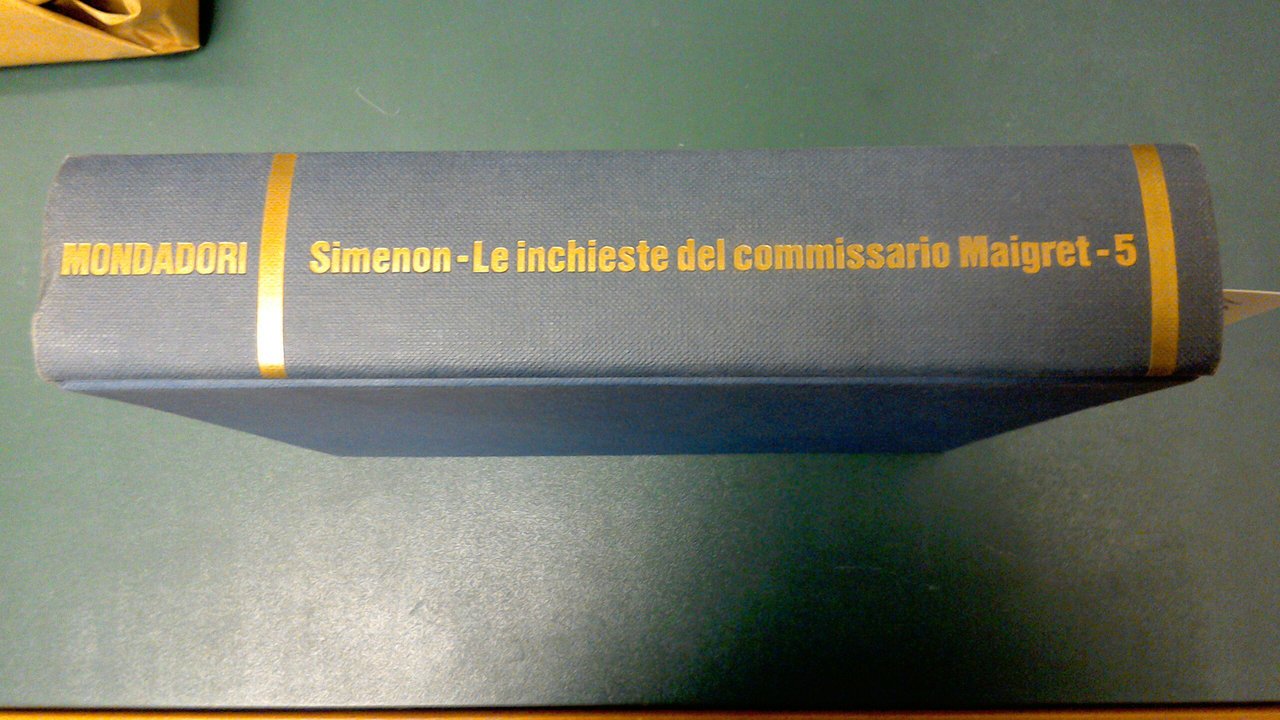 MONDADORI
Simenon - Le inchieste del commissario Maigret - 5